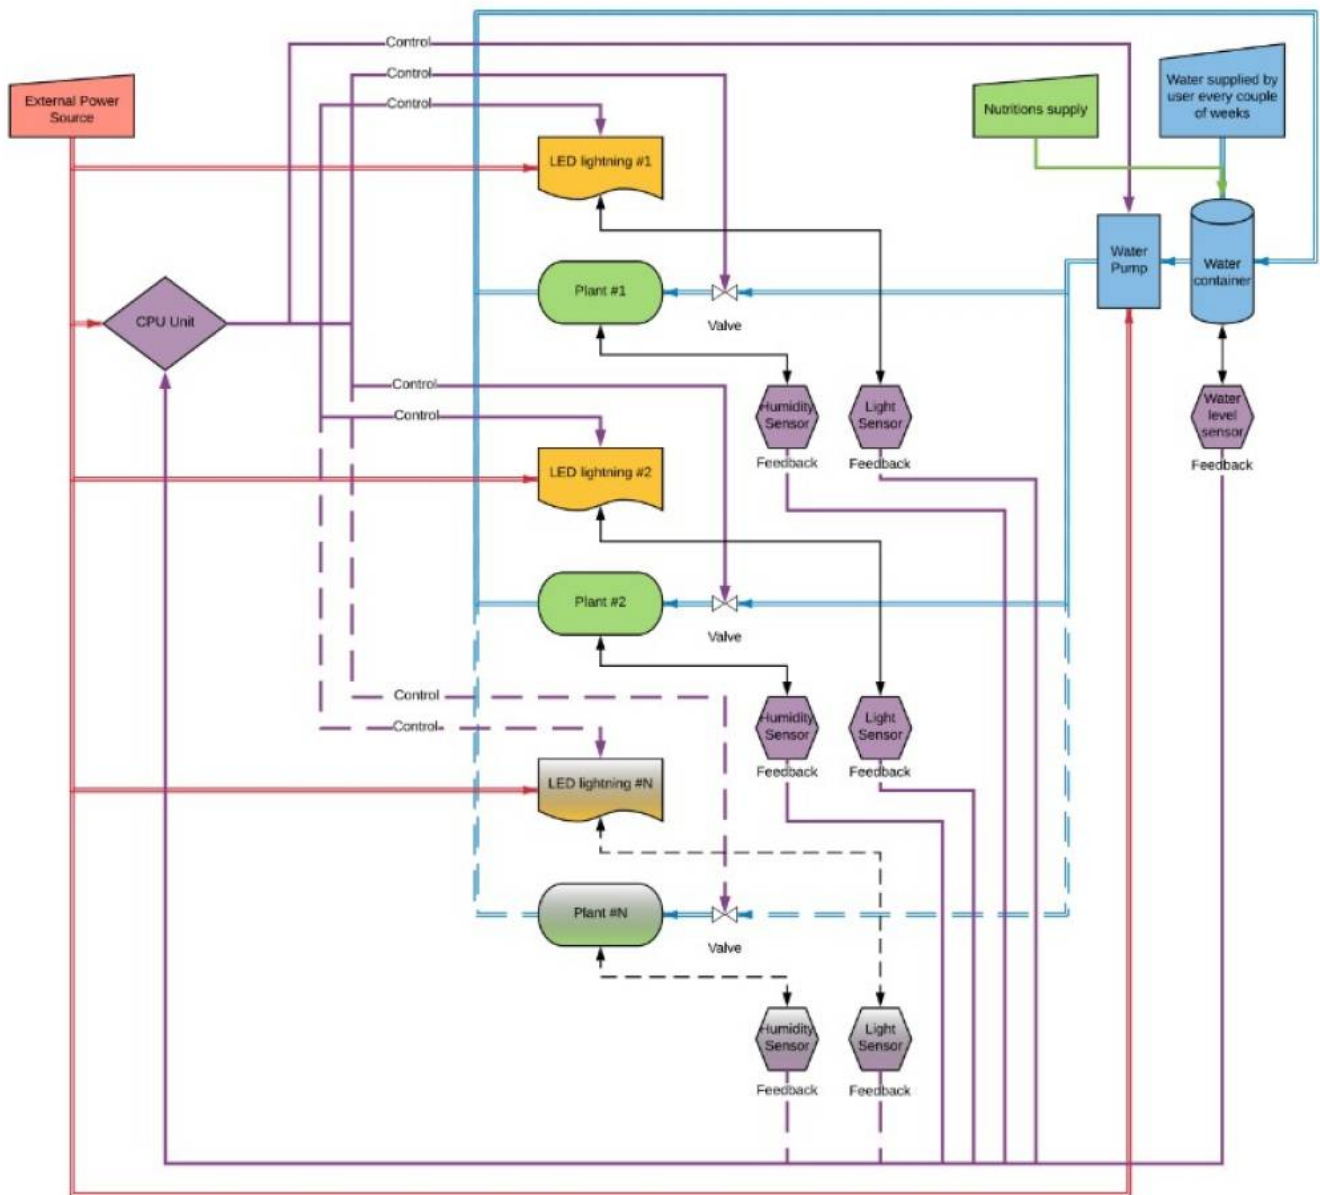 Control
Control
Control
External Power
Source
Nutritions supply
Water supplied by
user every couple
of weeks
LED lightning #1
Water
Pump
Water
container
Plant #1
CPU Unit
Valve
Control
Control
Humidity
Sensor
Light
Sensor
Water
level
sensor
Feedback
Feedback
Feedback
LED lightning #2
Plant #2
Valve
Control
Control
Humidity
Sensor
Light
Sensor
Feedback
Feedback
LED lightning #N
Plant #N
Valve
Humidity
Sensor
Light
Sensor
Feedback
Feedback